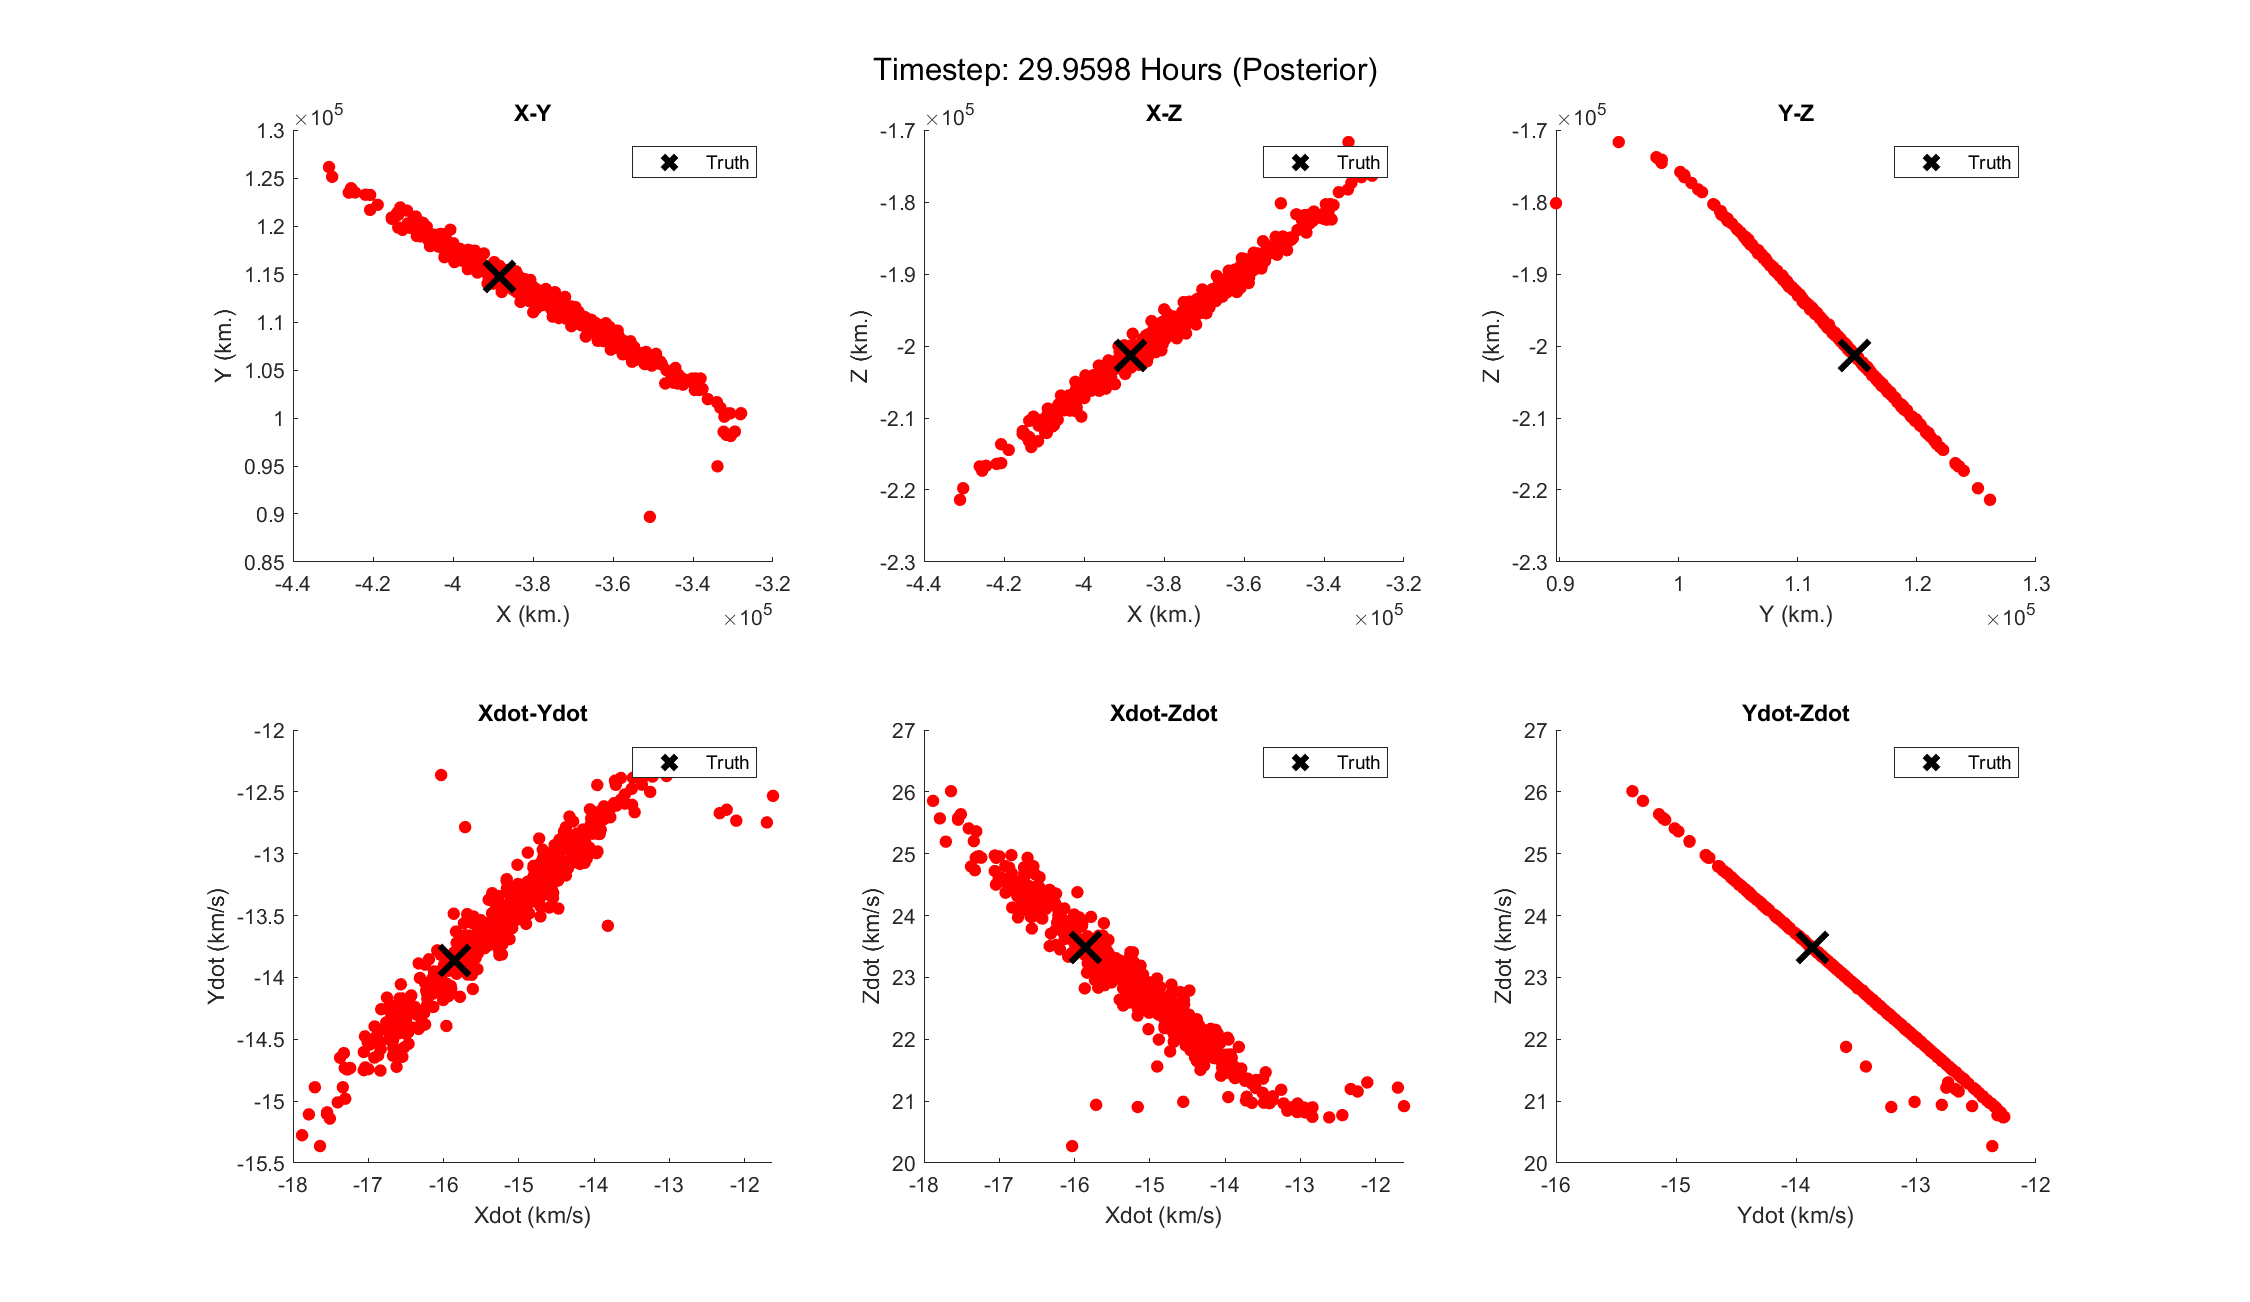 Timestep: 29.9598 Hours (Posterior)
X-Y
×10^5
1.3
1.25
1.2
1.15
1.1
1.05
1
0.95
0.9
0.85
Y (km.)
Truth
-4.4 -4.2 -4 -3.8 -3.6 -3.4 -3.2
X (km.)
×10^5
X-Z
×10^5
-1.7
-1.8
-1.9
-2
-2.1
-2.2
-2.3
Z (km.)
Truth
-4.4 -4.2 -4 -3.8 -3.6 -3.4 -3.2
X (km.)
×10^5
Y-Z
×10^5
-1.7
-1.8
-1.9
-2
-2.1
-2.2
-2.3
Z (km.)
Truth
0.9 1 1.1 1.2 1.3
Y (km.)
×10^5
Xdot-Ydot
-12
-12.5
-13
-13.5
-14
-14.5
-15
-15.5
Ydot (km/s)
Truth
-18 -17 -16 -15 -14 -13 -12
Xdot (km/s)
Xdot-Zdot
27
26
25
24
23
22
21
20
Zdot (km/s)
Truth
-18 -17 -16 -15 -14 -13 -12
Xdot (km/s)
Ydot-Zdot
27
26
25
24
23
22
21
20
Zdot (km/s)
Truth
-16 -15 -14 -13 -12
Ydot (km/s)